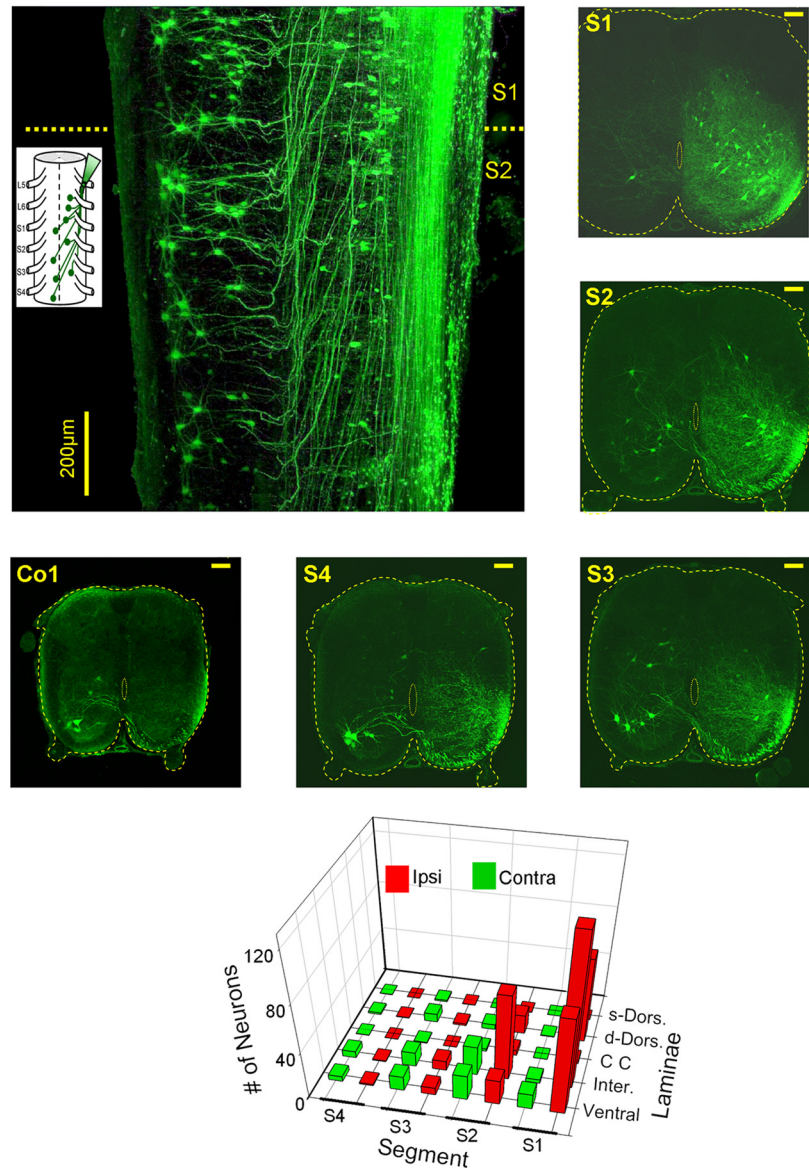 S1
S2
L5
L6
S1
S2
S3
S4
200µm
S1
S2
Co1
S4
S3
Ipsi
Contra
120
80
40
0
# of Neurons
S4
S3
S2
S1
Segment
s-Dors.
d-Dors.
C C
Inter.
Ventral
Laminae